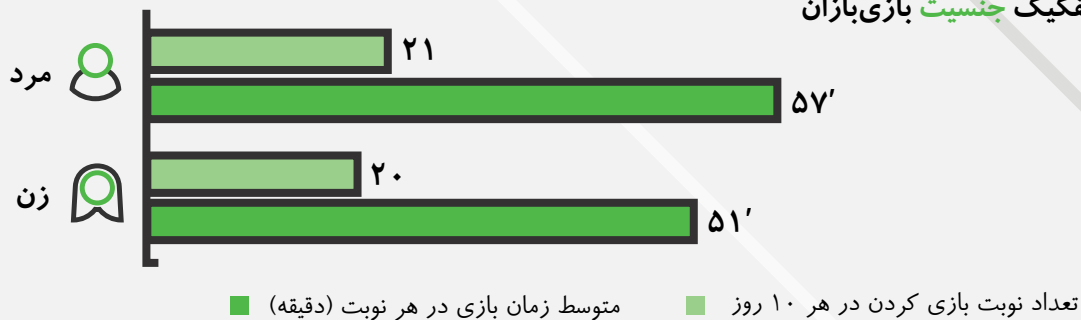 جنسیت بازی‌بازان
مرد
۲۱
۵۷′
زن
۲۰
۵۱′
تعداد نوبت بازی کردن در هر ۱۰ روز
متوسط زمان بازی در هر نوبت (دقیقه)